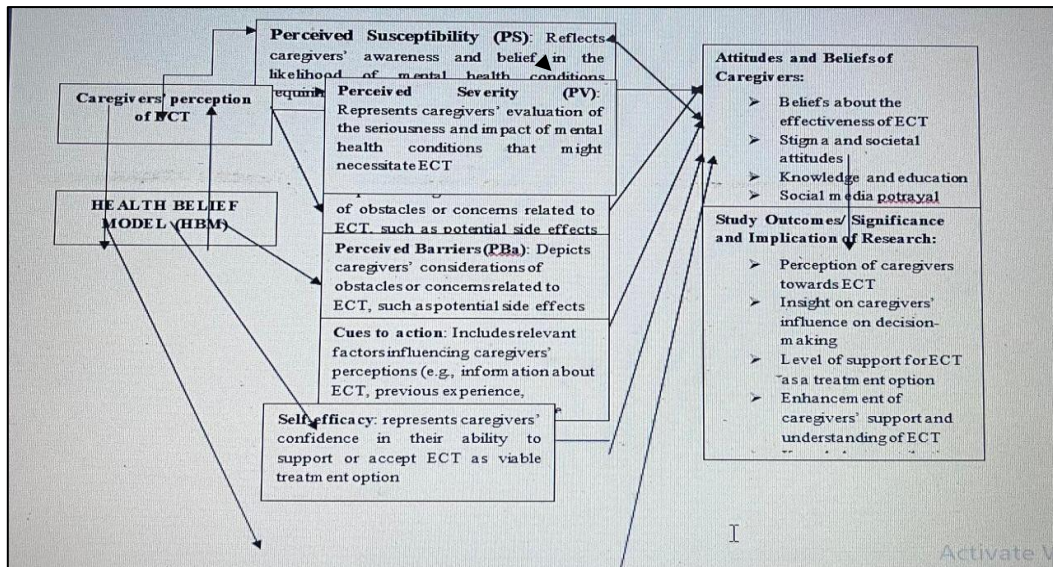 Perceived Susceptibility (PS): Reflects
caregivers' awareness and belief in the
likelihood of mental health conditions
requirin
Caregivers' perception
of ECT
HEALTH BELIEF
MODEL (HBM)
Perceived Severity (PV):
Represents caregivers' evaluation of
the seriousness and impact of mental
health conditions that might
necessitate ECT
of obstacles or concerns related to
ECT, such as potential side effects
Perceived Barriers (PBa): Depicts
caregivers' considerations of
obstacles or concerns related to
ECT, such as potential side effects
Cues to action: Includes relevant
factors influencing caregivers'
perceptions (e.g., information about
ECT, previous experience,
Self-efficacy: represents caregivers'
confidence in their ability to
support or accept ECT as viable
treatment option
Attitudes and Beliefs of
Caregivers:
➤ Beliefs about the
effectiveness of ECT
➤ Stigma and societal
attitudes
➤ Knowledge and education
➤ Social media potrayal
Study Outcomes/ Significance
and Implication of Research:
➤ Perception of caregivers
towards ECT
➤ Insight on caregivers'
influence on decision-
making
➤ Level of support for ECT
as a treatment option
➤ Enhancement of
caregivers' support and
understanding of ECT
Activate